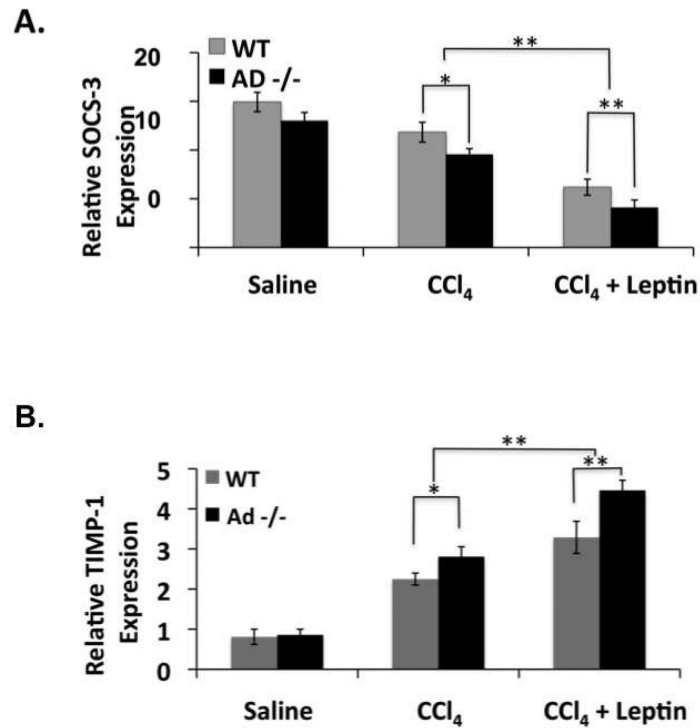 A.
20
10
0
Relative SOCS-3
Expression
WT
AD -/-
**
*
**
Saline
CCl₄
CCl₄ + Leptin
B.
5
4
3
2
1
0
Relative TIMP-1
Expression
WT
Ad -/-
**
*
**
Saline
CCl₄
CCl₄ + Leptin